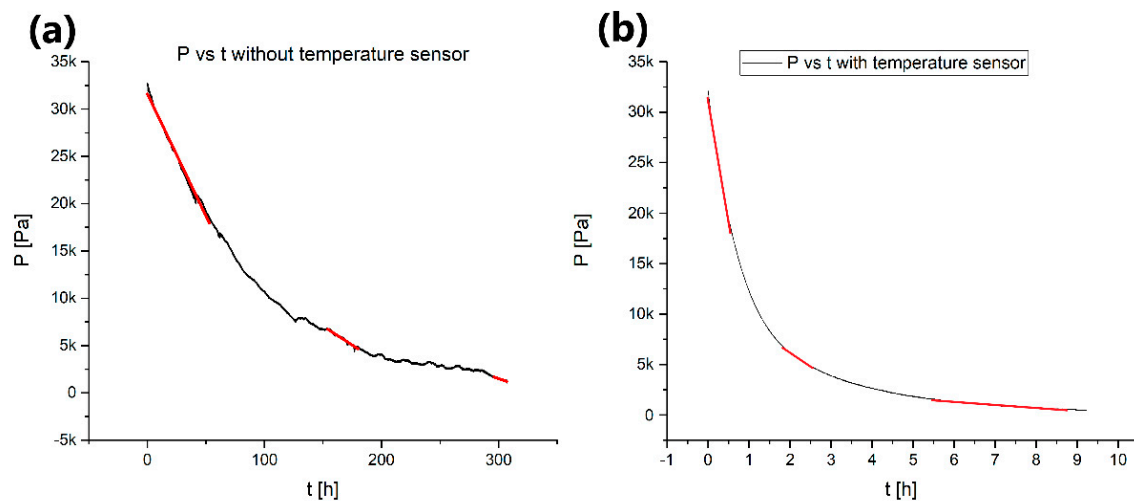 (a)
P vs t without temperature sensor
35k
30k
25k
20k
15k
10k
5k
0
-5k
P [Pa]
0 100 200 300
t [h]
(b)
P vs t with temperature sensor
35k
30k
25k
20k
15k
10k
5k
0
P [Pa]
-1 0 1 2 3 4 5 6 7 8 9 10
t [h]